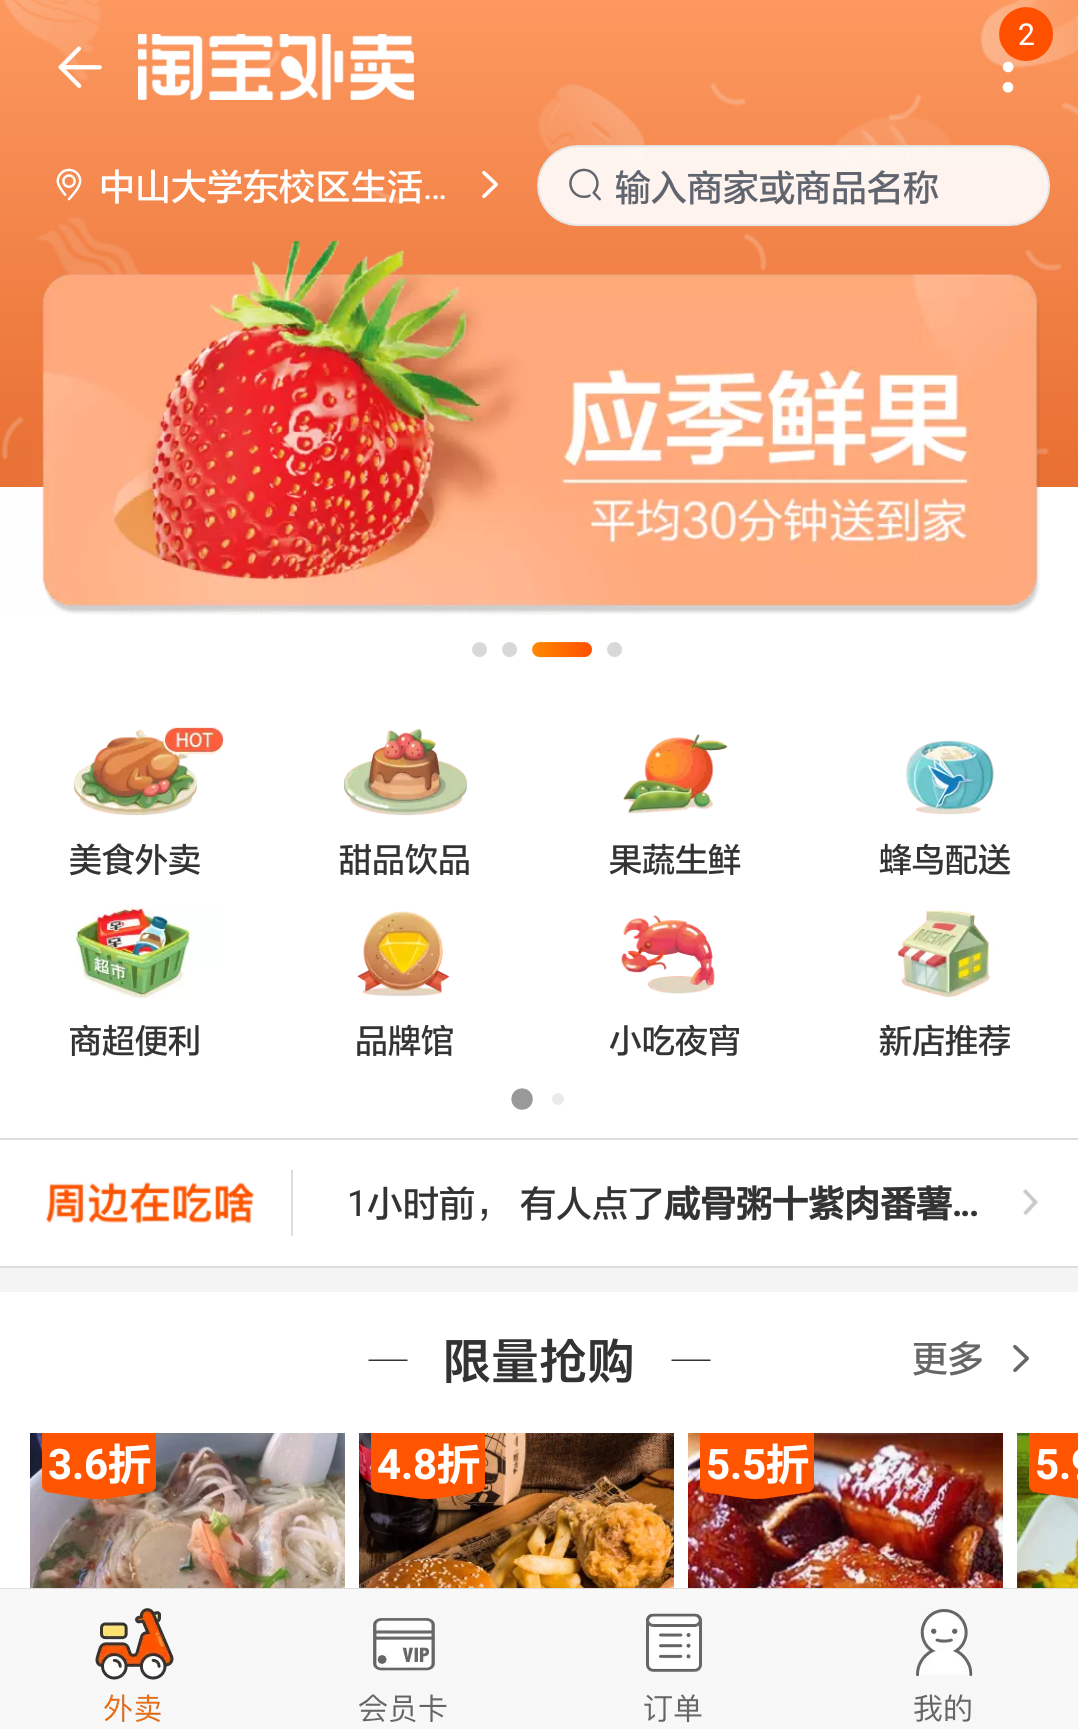 2
淘宝外卖
中山大学东校区生活...
输入商家或商品名称
应季鲜果
平均30分钟送到家
HOT
美食外卖
甜品饮品
果蔬生鲜
蜂鸟配送
超市
NEW
商超便利
品牌馆
小吃夜宵
新店推荐
周边在吃啥
1小时前， 有人点了咸骨粥十紫肉番薯...
限量抢购
更多
3.6折
4.8折
5.5折
5.9
VIP
外卖
会员卡
订单
我的